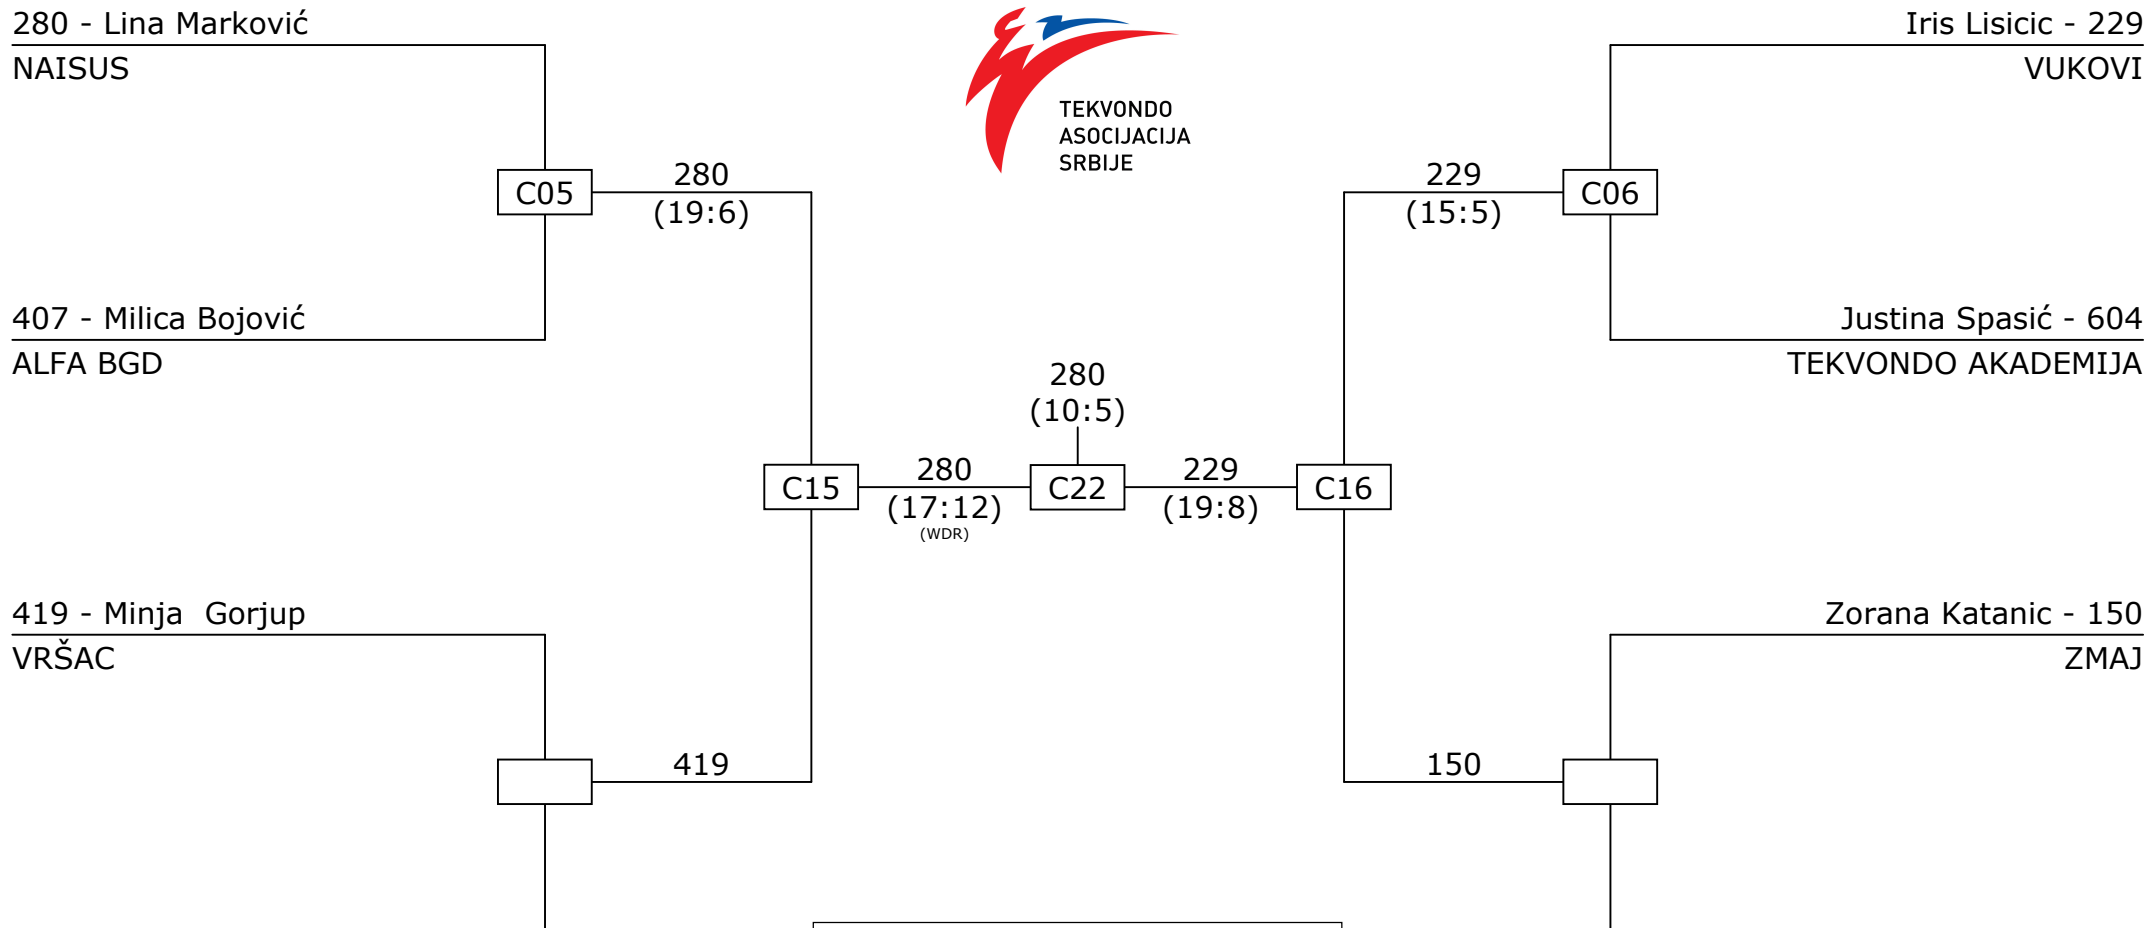 280 - Lina Marković
NAISUS
Iris Lisicic - 229
VUKOVI
TEKVONDO
ASOCIJACIJA
SRBIJE
C05
280
(19:6)
229
(15:5)
C06
407 - Milica Bojović
ALFA BGD
Justina Spasić - 604
TEKVONDO AKADEMIJA
280
(10:5)
C15
280
(17:12)
(WDR)
C22
229
(19:8)
C16
419 - Minja  Gorjup
VRŠAC
Zorana Katanic - 150
ZMAJ
419
150